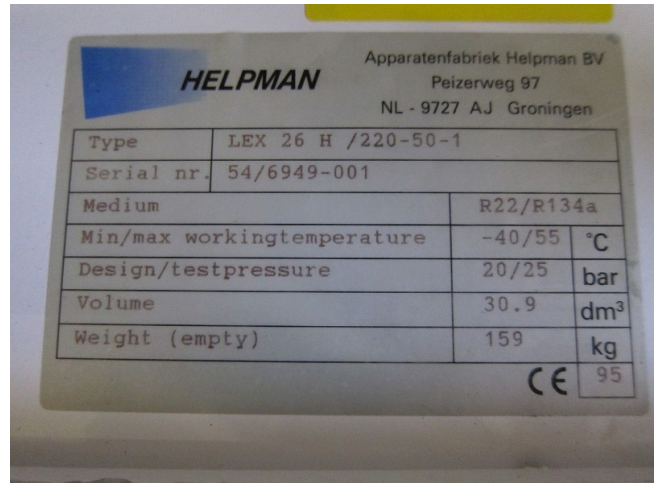 HELPMAN
Apparatenfabriek Helpman BV
Peizerweg 97
NL - 9727 AJ Groningen
Type LEX 26 H /220-50-1
Serial nr. 54/6949-001
Medium R22/R134a
Min/max workingtemperature -40/55 °C
Design/testpressure 20/25 bar
Volume 30.9 dm³
Weight (empty) 159 kg
CE 95